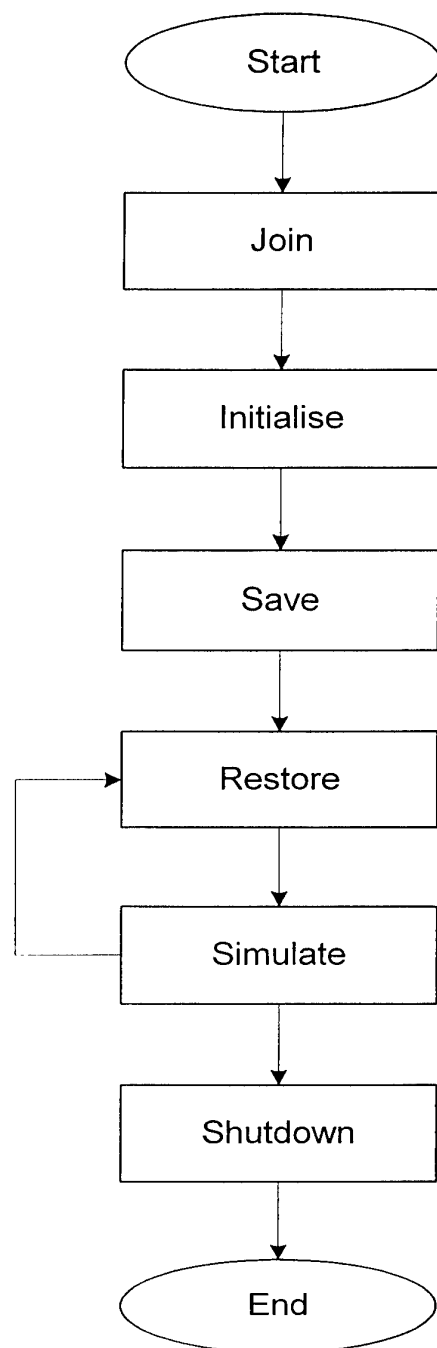 Start
Join
Initialise
Save
Restore
Simulate
Shutdown
End